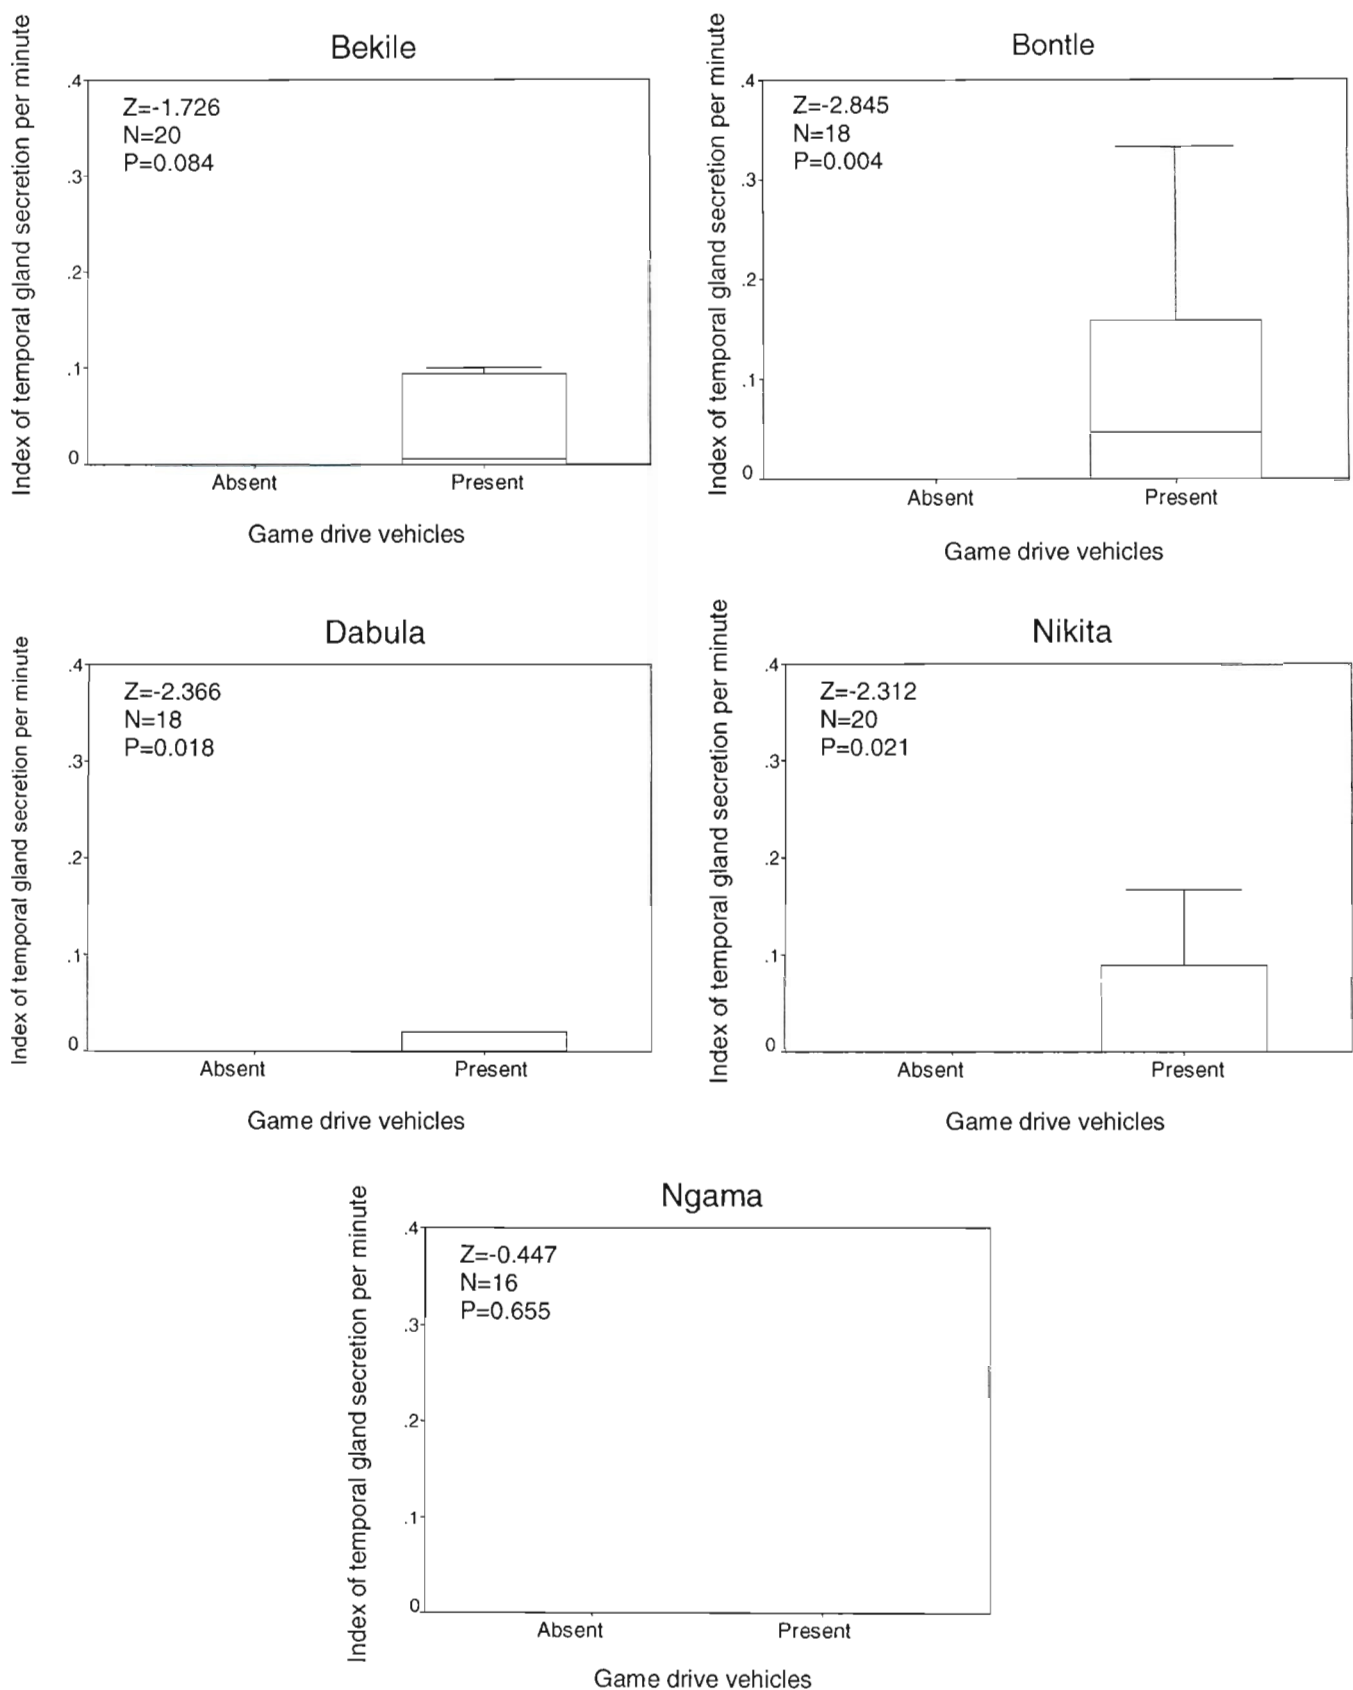 Bekile
Index of temporal gland secretion per minute
.4
.3
.2
.1
0
Z=-1.726
N=20
P=0.084
Absent Present
Game drive vehicles
Bontle
Index of temporal gland secretion per minute
.4
.3
.2
.1
0
Z=-2.845
N=18
P=0.004
Absent Present
Game drive vehicles
Dabula
Index of temporal gland secretion per minute
.4
.3
.2
.1
0
Z=-2.366
N=18
P=0.018
Absent Present
Game drive vehicles
Nikita
Index of temporal gland secretion per minute
.4
.3
.2
.1
0
Z=-2.312
N=20
P=0.021
Absent Present
Game drive vehicles
Ngama
Index of temporal gland secretion per minute
.4
.3
.2
.1
0
Z=-0.447
N=16
P=0.655
Absent Present
Game drive vehicles